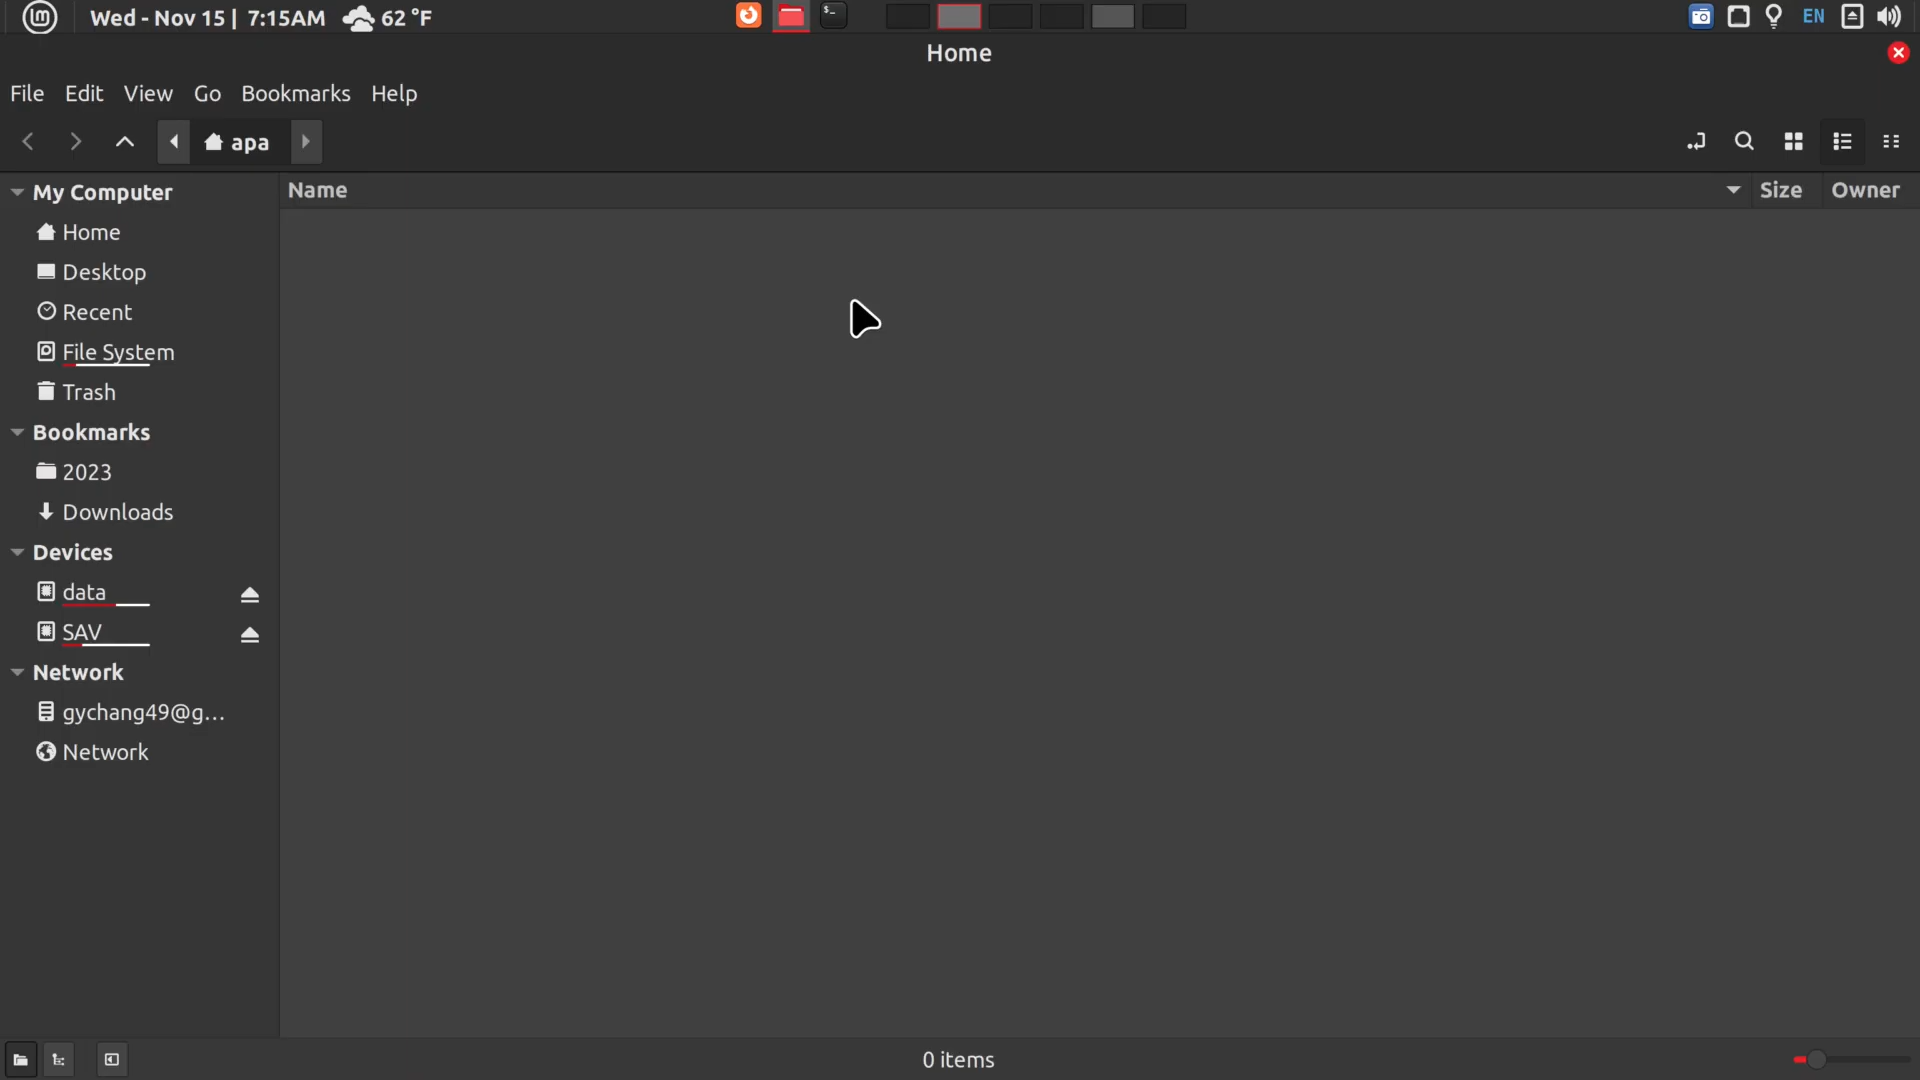 Wed - Nov 15 | 7:15AM 62 °F
$_
EN
Home
File Edit View Go Bookmarks Help
apa
My Computer
Name Size Owner
Home
Desktop
Recent
File System
Trash
Bookmarks
2023
Downloads
Devices
data
SAV
Network
gychang49@g...
Network
0 items